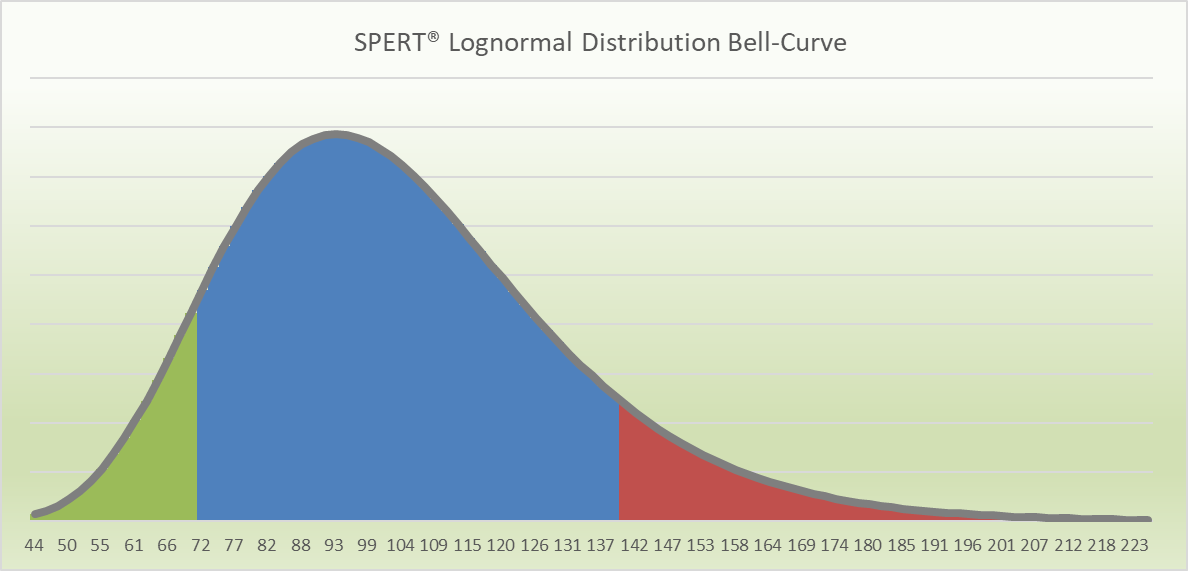 SPERT® Lognormal Distribution Bell-Curve
44 50 55 61 66 72 77 82 88 93 99 104 109 115 120 126 131 137 142 147 153 158 164 169 174 180 185 191 196 201 207 212 218 223